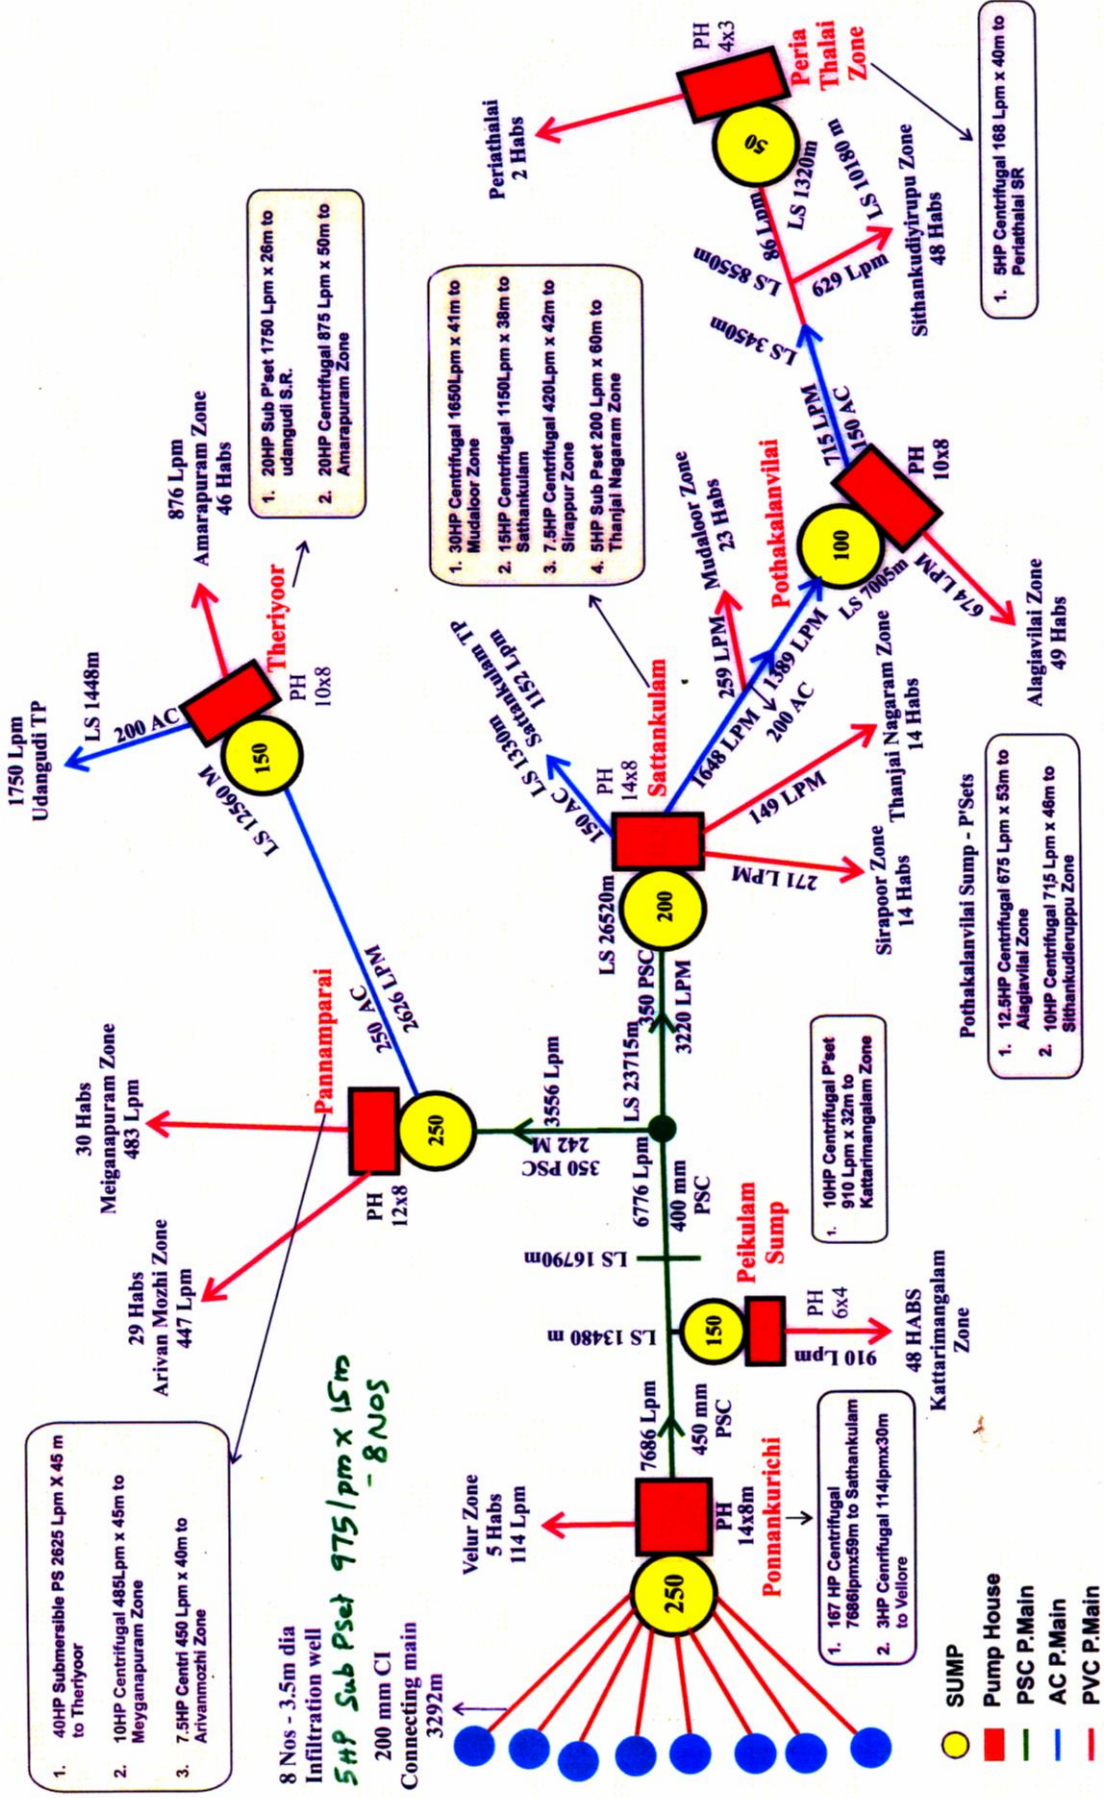 1. 40HP Submersible PS 2625 Lpm X 45 m
to Theriyoor
2. 10HP Centrifugal 485Lpm x 45m to
Meyganapuram Zone
3. 7.5HP Centri 450 Lpm x 40m to
Arivanmozhi Zone
29 Habs
Arivan Mozhi Zone
447 Lpm
30 Habs
Meiganapuram Zone
483 Lpm
Pannamparai
PH
12x8
250
250 AC
2626 LPM
LS 12560 M
1750 Lpm
Udangudi TP
LS 1448m
200 AC
150
PH
10x8
Theriyoor
876 Lpm
Amarapuram Zone
46 Habs
1. 20HP Sub P'set 1750 Lpm x 26m to
udangudi S.R.
2. 20HP Centrifugal 875 Lpm x 50m to
Amarapuram Zone
8 Nos - 3.5m dia
Infiltration well
5HP Sub Pset 975 lpm x 15m
- 8 Nos
200 mm CI
Connecting main
3292m
Velur Zone
5 Habs
114 Lpm
250
PH
14x8m
Ponnankurichi
1. 167 HP Centrifugal
7686lpmx59m to Sathankulam
2. 3HP Cenrifugal 114lpmx30m
to Vellore
7686 Lpm
450 mm
PSC
LS 13480 m
150
Peikulam
Sump
PH
6x4
910 Lpm
48 HABS
Kattarimangalam
Zone
1. 10HP Centrifugal P'set
910 Lpm x 32m to
Kattarimangalam Zone
LS 16790m
6776 Lpm
400 mm
PSC
350 PSC
242 M
3556 Lpm
LS 23715m
350 PSC
3220 LPM
LS 26520m
200
PH
14x8
Sattankulam
150 AC
LS 1330m
Sattankulam TP
1152 Lpm
1. 30HP Centrifugal 1650Lpm x 41m to
Mudaloor Zone
2. 15HP Centrifugal 1150Lpm x 38m to
Sathankulam
3. 7.5HP Centrifugal 420Lpm x 42m to
Sirappur Zone
4. 5HP Sub Pset 200 Lpm x 60m to
Thanjai Nagaram Zone
271 LPM
Sirapoor Zone
14 Habs
149 LPM
Thanjai Nagaram Zone
14 Habs
1648 LPM
259 LPM
Mudaloor Zone
23 Habs
1389 LPM
200 AC
Pothakalanvilai
100
LS 7005m
PH
10x8
674 LPM
Alagiavilai Zone
49 Habs
Pothakalanvilai Sump - P'Sets
1. 12.5HP Centrifugal 675 Lpm x 53m to
Alagiavilai Zone
2. 10HP Centrifugal 715 Lpm x 46m to
Sitthankudieruppu Zone
715 LPM
150 AC
LS 3450m
LS 8550m
629 Lpm
LS 10180 m
Sithankudiyirupu Zone
48 Habs
86 Lpm
LS 1320m
50
PH
4x3
Peria
Thalai
Zone
Periathalai
2 Habs
1. 5HP Centrifugal 168 Lpm x 40m to
Periathalai SR
SUMP
Pump House
PSC P.Main
AC P.Main
PVC P.Main